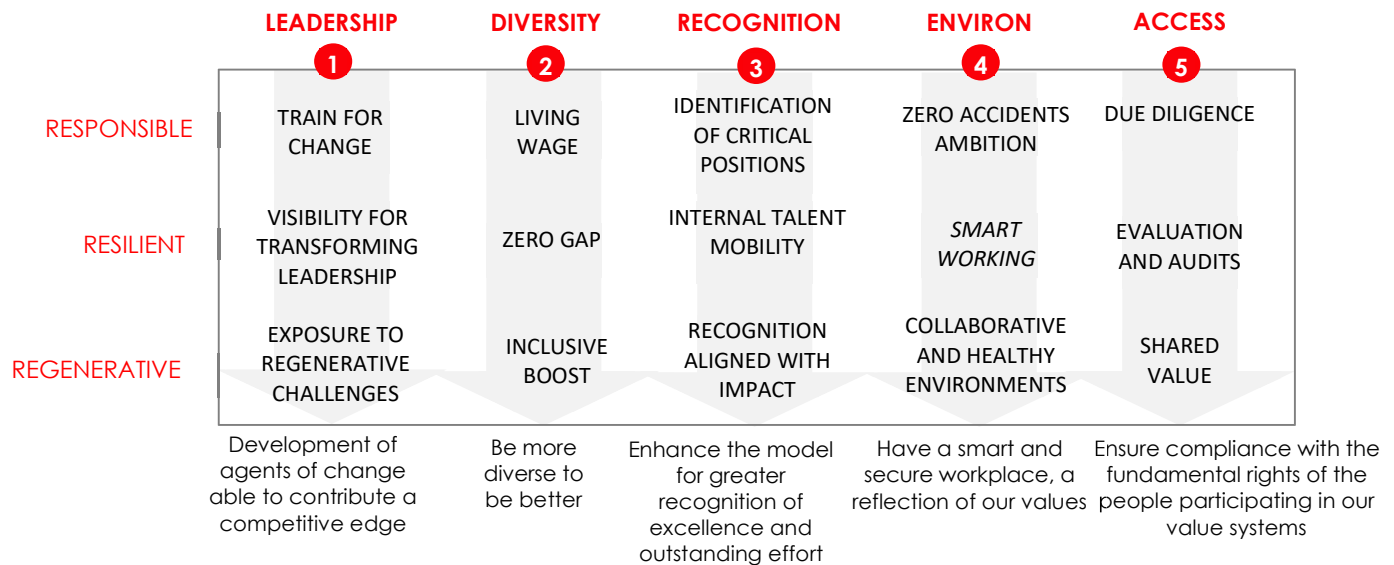 LEADERSHIP
DIVERSITY
RECOGNITION
ENVIRON
ACCESS
1
2
3
4
5
RESPONSIBLE
TRAIN FOR
CHANGE
LIVING
WAGE
IDENTIFICATION
OF CRITICAL
POSITIONS
ZERO ACCIDENTS
AMBITION
DUE DILIGENCE
RESILIENT
VISIBILITY FOR
TRANSFORMING
LEADERSHIP
ZERO GAP
INTERNAL TALENT
MOBILITY
SMART
WORKING
EVALUATION
AND AUDITS
REGENERATIVE
EXPOSURE TO
REGENERATIVE
CHALLENGES
INCLUSIVE
BOOST
RECOGNITION
ALIGNED WITH
IMPACT
COLLABORATIVE
AND HEALTHY
ENVIRONMENTS
SHARED
VALUE
Development of
agents of change
able to contribute a
competitive edge
Be more
diverse to
be better
Enhance the model
for greater
recognition of
excellence and
outstanding effort
Have a smart and
secure workplace, a
reflection of our values
Ensure compliance with the
fundamental rights of the
people participating in our
value systems